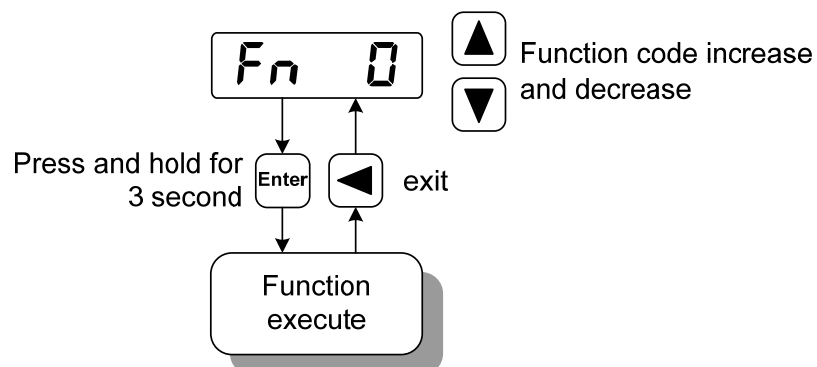 Fn 0
Function code increase
and decrease
Press and hold for
3 second
Enter
exit
Function
execute